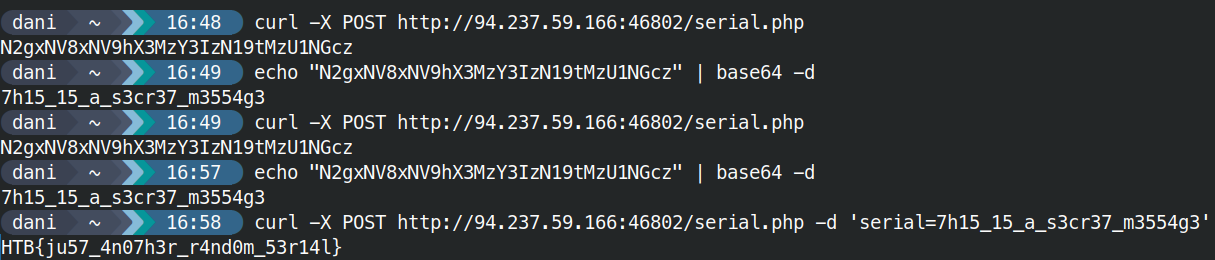 dani ~ 16:48 curl -X POST http://94.237.59.166:46802/serial.php
N2gxNV8xNV9hX3MzY3IzN19tMzU1NGcz
dani ~ 16:49 echo "N2gxNV8xNV9hX3MzY3IzN19tMzU1NGcz" | base64 -d
7h15_15_a_s3cr37_m3554g3
dani ~ 16:49 curl -X POST http://94.237.59.166:46802/serial.php
N2gxNV8xNV9hX3MzY3IzN19tMzU1NGcz
dani ~ 16:57 echo "N2gxNV8xNV9hX3MzY3IzN19tMzU1NGcz" | base64 -d
7h15_15_a_s3cr37_m3554g3
dani ~ 16:58 curl -X POST http://94.237.59.166:46802/serial.php -d 'serial=7h15_15_a_s3cr37_m3554g3'
HTB{ju57_4n07h3r_r4nd0m_53r14l}